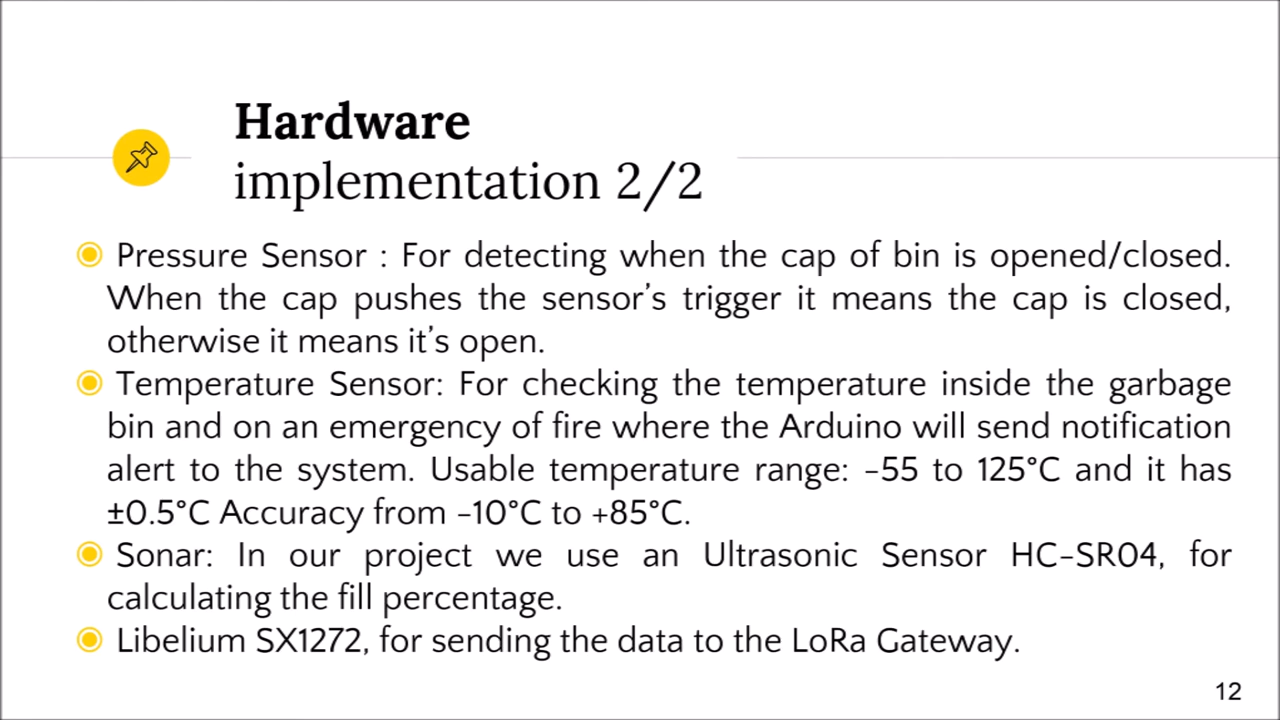 Hardware
implementation 2/2
Pressure Sensor : For detecting when the cap of bin is opened/closed.
When the cap pushes the sensor's trigger it means the cap is closed,
otherwise it means it's open.
Temperature Sensor: For checking the temperature inside the garbage
bin and on an emergency of fire where the Arduino will send notification
alert to the system. Usable temperature range: -55 to 125°C and it has
±0.5°C Accuracy from -10°C to +85°C.
Sonar: In our project we use an Ultrasonic Sensor HC-SR04, for
calculating the fill percentage.
Libelium SX1272, for sending the data to the LoRa Gateway.
12